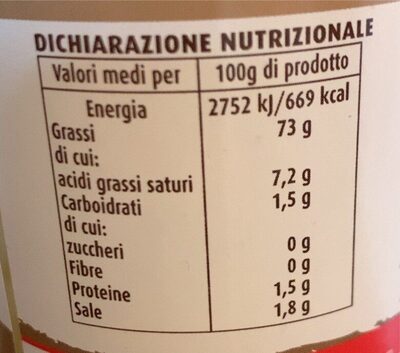 DICHIARAZIONE NUTRIZIONALE
Valori medi per 100g di prodotto
Energia 2752 kJ/669 kcal
Grassi 73 g
di cui:
acidi grassi saturi 7,2 g
Carboidrati 1,5 g
di cui:
zuccheri 0 g
Fibre 0 g
Proteine 1,5 g
Sale 1,8 g